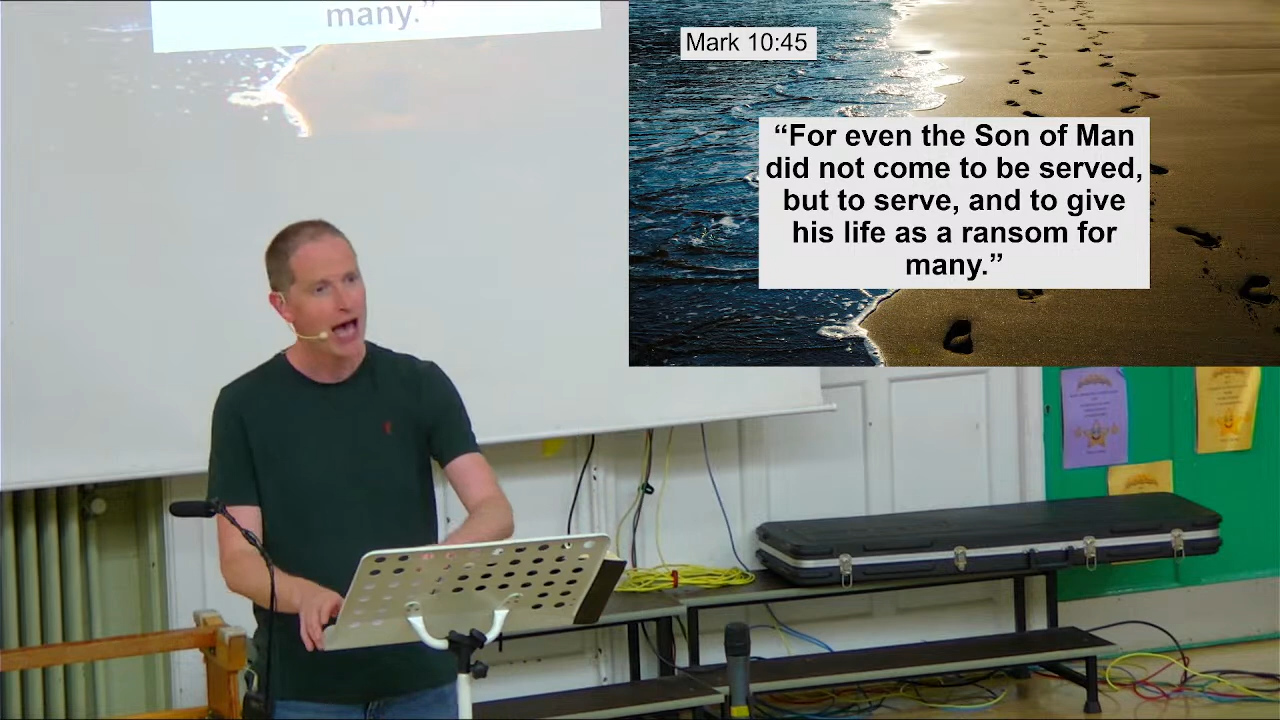 many.”
Mark 10:45
“For even the Son of Man
did not come to be served,
but to serve, and to give
his life as a ransom for
many.”